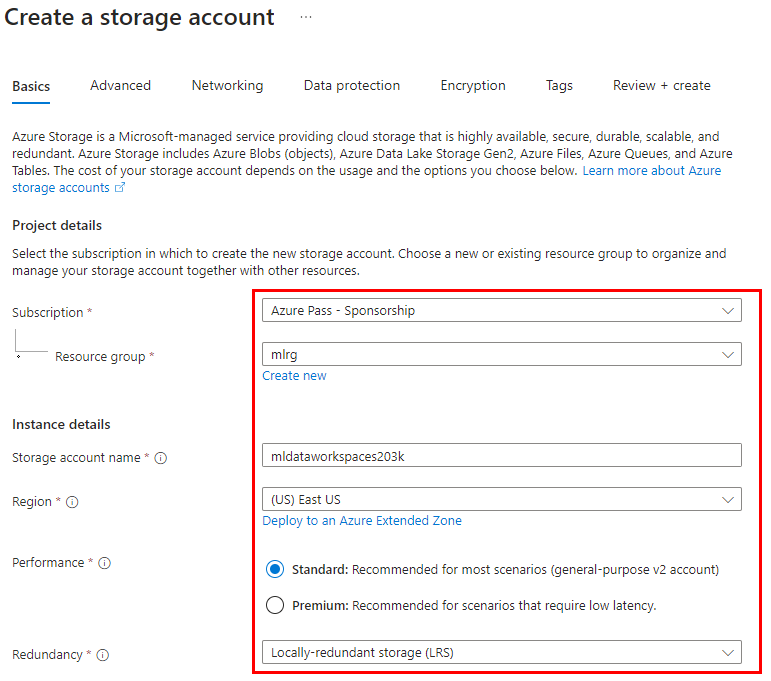 Create a storage account ...
Basics Advanced Networking Data protection Encryption Tags Review + create
Azure Storage is a Microsoft-managed service providing cloud storage that is highly available, secure, durable, scalable, and
redundant. Azure Storage includes Azure Blobs (objects), Azure Data Lake Storage Gen2, Azure Files, Azure Queues, and Azure
Tables. The cost of your storage account depends on the usage and the options you choose below. Learn more about Azure
storage accounts
Project details
Select the subscription in which to create the new storage account. Choose a new or existing resource group to organize and
manage your storage account together with other resources.
Subscription * Azure Pass - Sponsorship
Resource group * mlrg
Create new
Instance details
Storage account name * mldataworkspaces203k
Region * (US) East US
Deploy to an Azure Extended Zone
Performance * Standard: Recommended for most scenarios (general-purpose v2 account)
Premium: Recommended for scenarios that require low latency.
Redundancy * Locally-redundant storage (LRS)